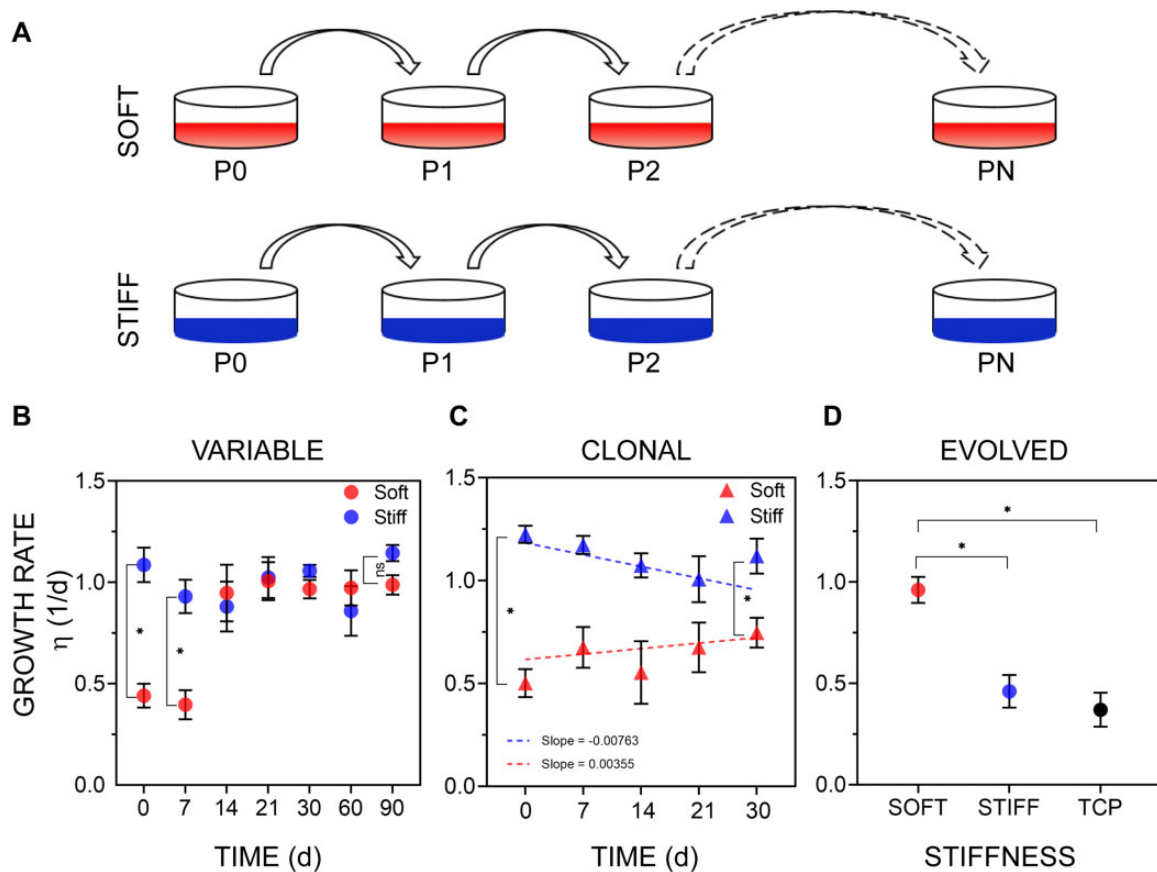 A
SOFT
P0 P1 P2 PN
STIFF
P0 P1 P2 PN
B C D
VARIABLE CLONAL EVOLVED
GROWTH RATE
η (1/d)
1.5
1.0
0.5
0.0
Soft
Stiff
*
*
ns
0 7 14 21 30 60 90
TIME (d)
1.5
1.0
0.5
0.0
Soft
Stiff
*
*
Slope = -0.00763
Slope = 0.00355
0 7 14 21 30
TIME (d)
1.5
1.0
0.5
0.0
*
*
SOFT STIFF TCP
STIFFNESS